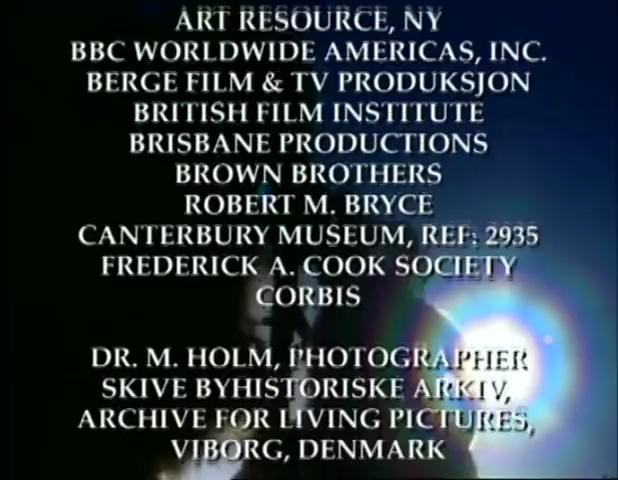 ART RESOURCE, NY
BBC WORLDWIDE AMERICAS, INC.
BERGE FILM & TV PRODUKSJON
BRITISH FILM INSTITUTE
BRISBANE PRODUCTIONS
BROWN BROTHERS
ROBERT M. BRYCE
CANTERBURY MUSEUM, REF: 2935
FREDERICK A. COOK SOCIETY
CORBIS
DR. M. HOLM, PHOTOGRAPHER
SKIVE BYHISTORISKE ARKIV,
ARCHIVE FOR LIVING PICTURES,
VIBORG, DENMARK